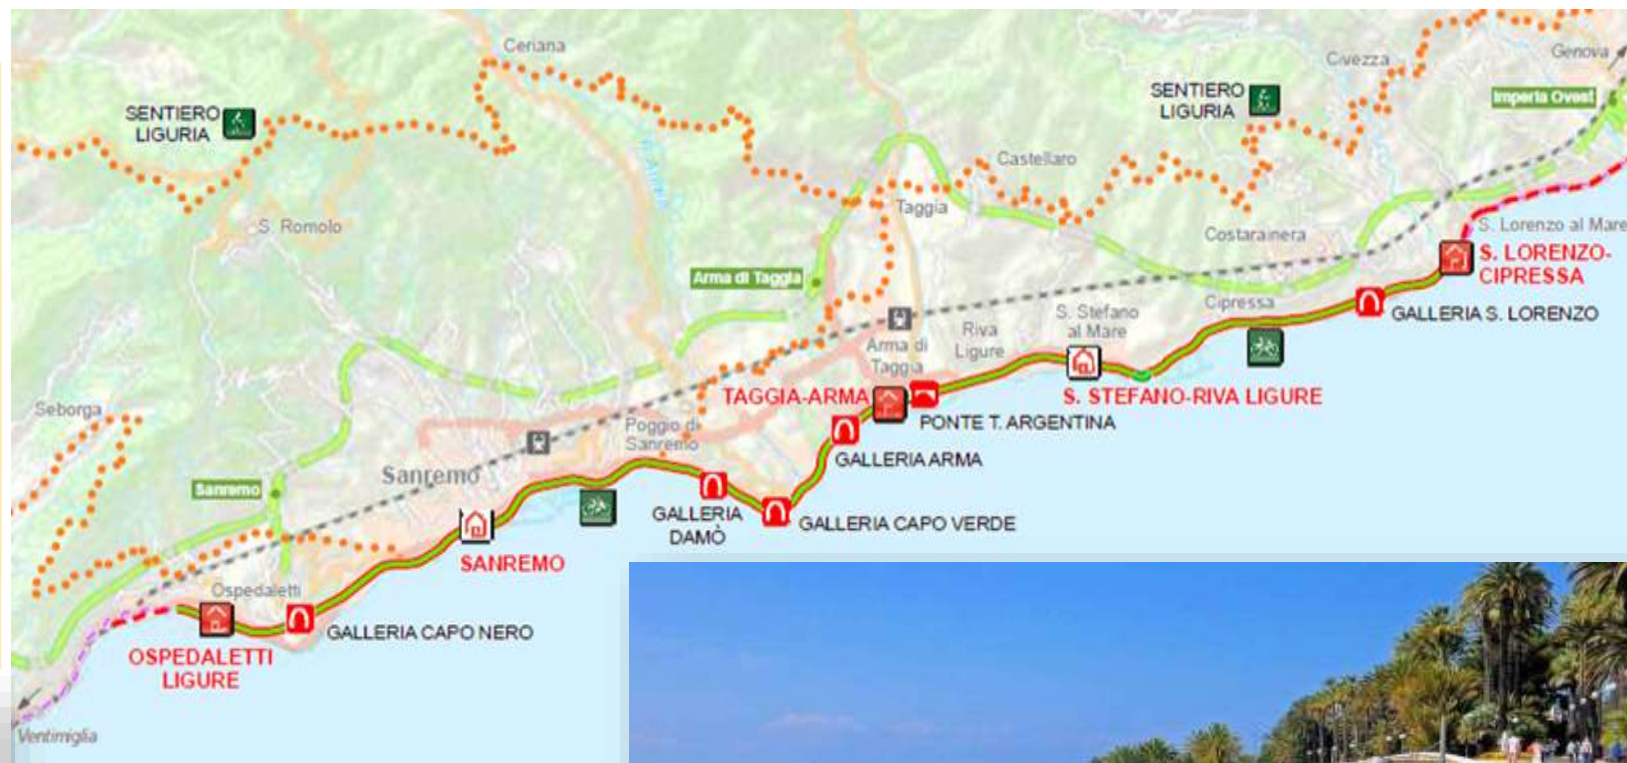 Ceriana
Civezza
Genova
SENTIERO
LIGURIA
SENTIERO
LIGURIA
Imperia Ovest
Castellaro
Taggia
S. Romolo
Costarainera
S. Lorenzo al Mare
S. LORENZO-
CIPRESSA
Arma di Taggia
Cipressa
GALLERIA S. LORENZO
S. Stefano
al Mare
Riva
Ligure
Arma di
Taggia
TAGGIA-ARMA
S. STEFANO-RIVA LIGURE
PONTE T. ARGENTINA
Seborga
Poggio di
Sanremo
GALLERIA ARMA
Sanremo
Sanremo
GALLERIA
DAMÒ
GALLERIA CAPO VERDE
SANREMO
Ospedaletti
GALLERIA CAPO NERO
OSPEDALETTI
LIGURE
Ventimiglia